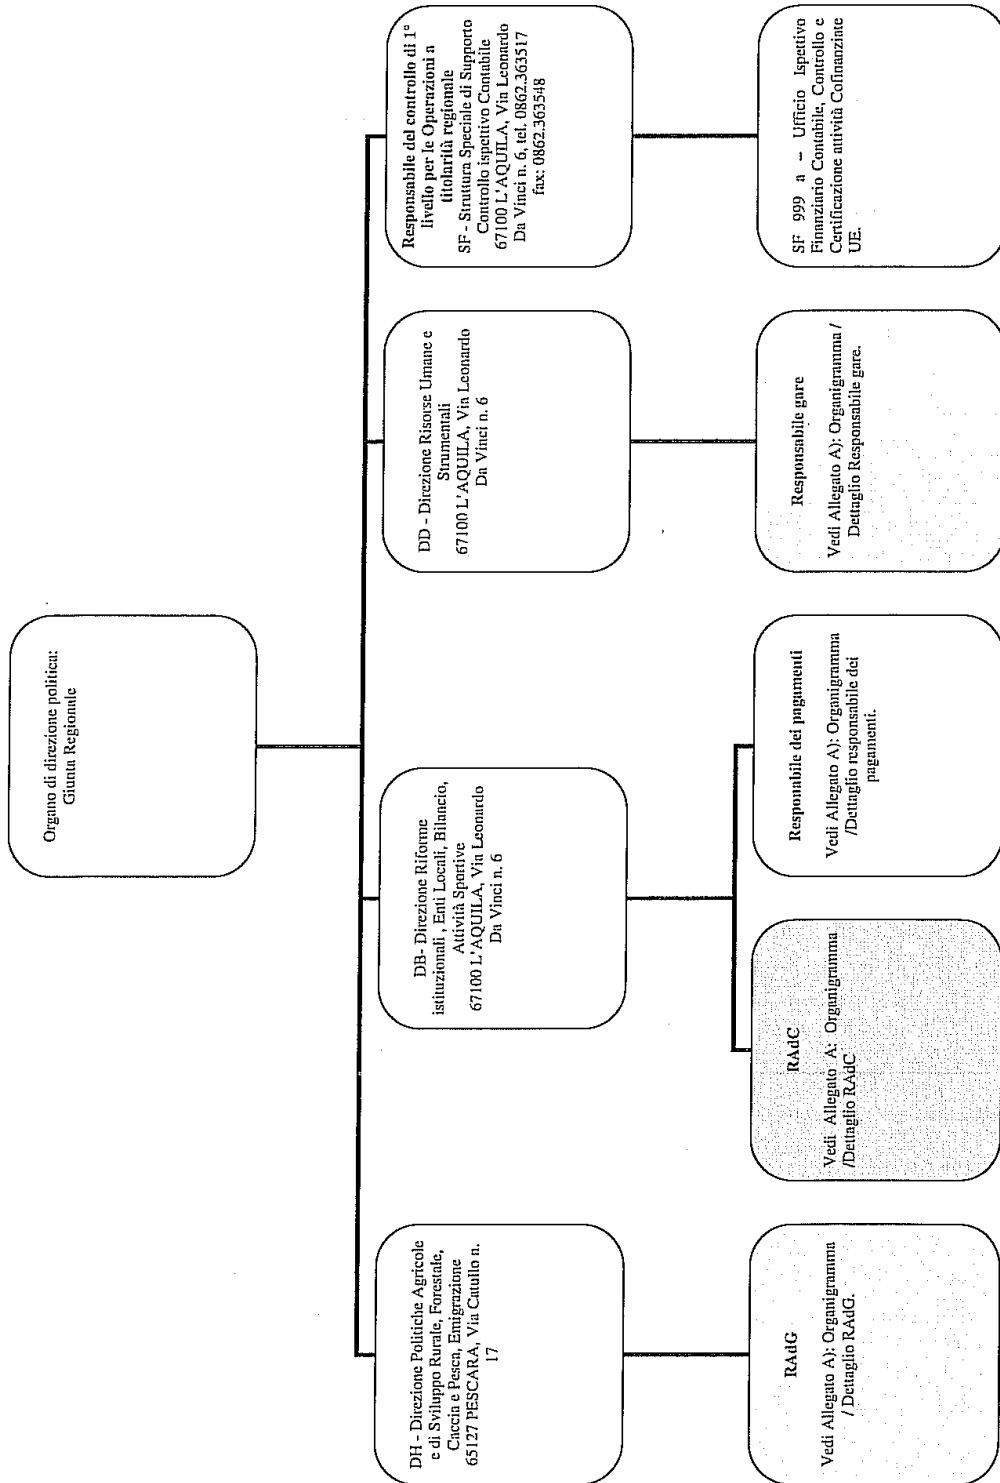 Organo di direzione politica:
Giunta Regionale
DH - Direzione Politiche Agricole
e di Sviluppo Rurale, Forestale,
Caccia e Pesca, Emigrazione
65127 PESCARA, Via Catullo n.
17
DB- Direzione Riforme
istituzionali , Enti Locali, Bilancio,
Attività Sportive
67100 L'AQUILA, Via Leonardo
Da Vinci n. 6
DD - Direzione Risorse Umane e
Strumentali
67100 L'AQUILA, Via Leonardo
Da Vinci n. 6
Responsabile del controllo di 1°
livello per le Operazioni a
titolarità regionale
SF - Struttura Speciale di Supporto
Controllo ispettivo Contabile
67100 L'AQUILA, Via Leonardo
Da Vinci n. 6, tel. 0862.363517
fax: 0862.363548
RAdG
Vedi Allegato A): Organigramma
/ Dettaglio RAdG.
RAdC
Vedi Allegato A: Organigramma
/Dettaglio RAdC
Responabile dei pagamenti
Vedi Allegato A): Organigramma
/Dettaglio responsabile dei
pagamenti.
Responsabile gare
Vedi Allegato A): Organigramma /
Dettaglio Responsabile gare.
SF 999 a – Ufficio Ispettivo
Finanziario Contabile, Controllo e
Certificazione attività Cofinanziate
UE.